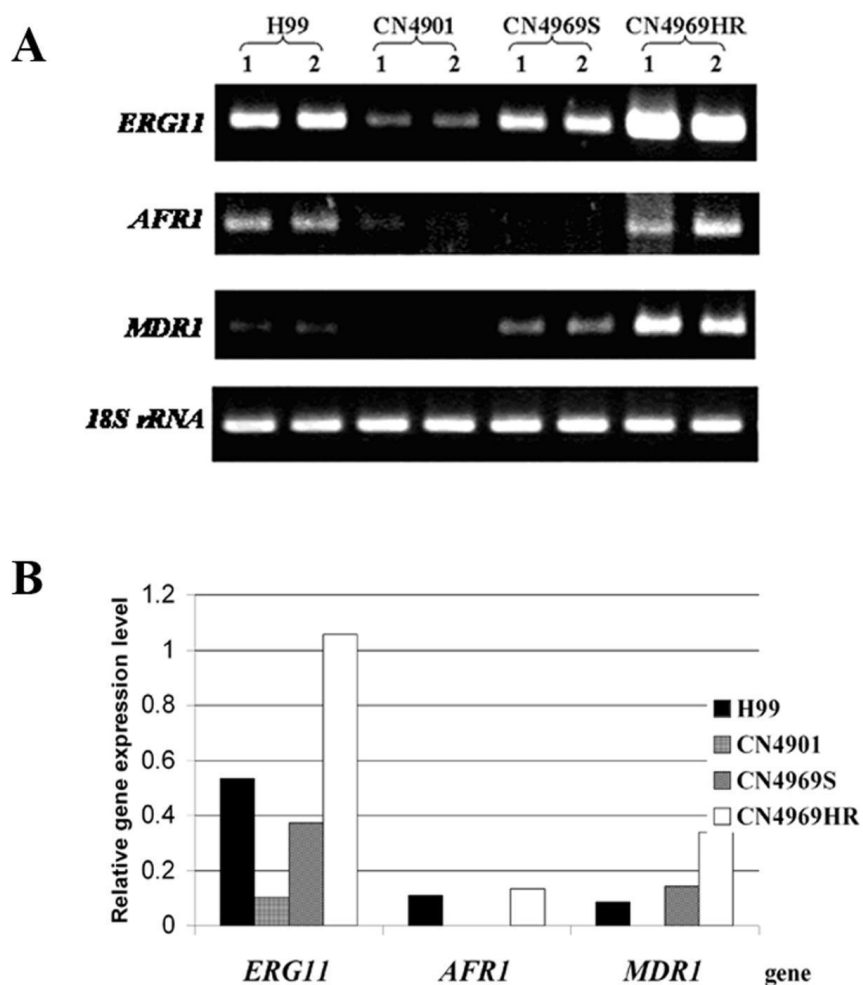 A
H99 CN4901 CN4969S CN4969HR
1 2 1 2 1 2 1 2
ERG11
AFR1
MDR1
18S rRNA
B
Relative gene expression level
1.2
1
0.8
0.6
0.4
0.2
0
H99
CN4901
CN4969S
CN4969HR
ERG11 AFR1 MDR1 gene